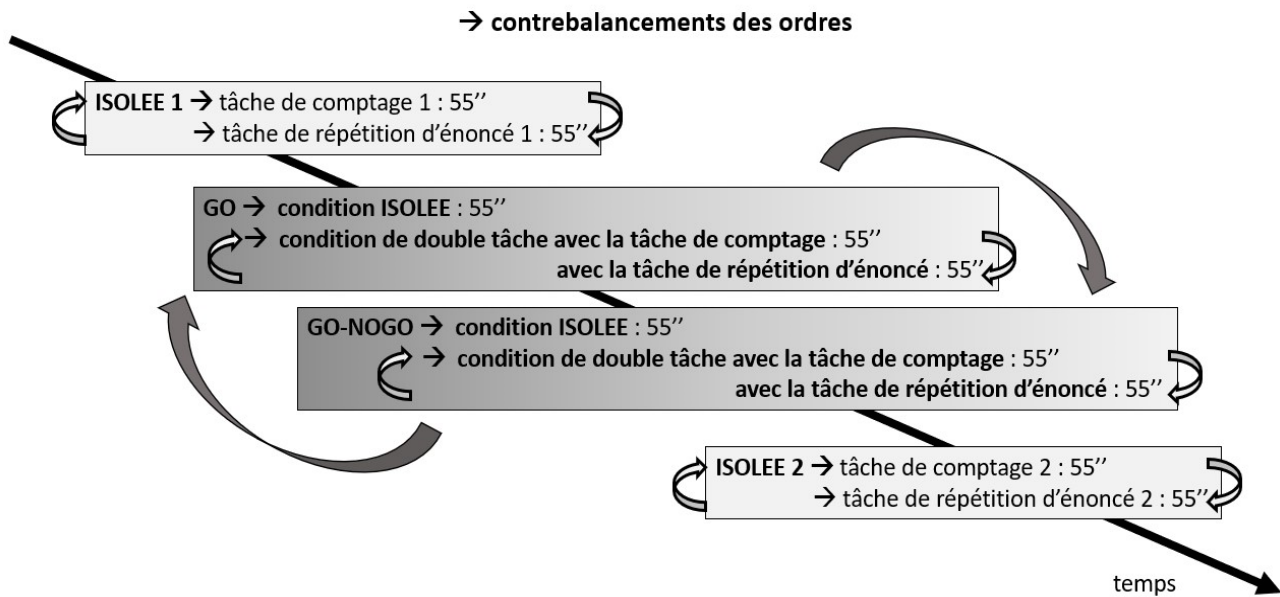 → contrebalancements des ordres
ISOLEE 1 → tâche de comptage 1 : 55’’
→ tâche de répétition d’énoncé 1 : 55’’
GO → condition ISOLEE : 55’’
→ condition de double tâche avec la tâche de comptage : 55’’
avec la tâche de répétition d’énoncé : 55’’
GO-NOGO → condition ISOLEE : 55’’
→ condition de double tâche avec la tâche de comptage : 55’’
avec la tâche de répétition d’énoncé : 55’’
ISOLEE 2 → tâche de comptage 2 : 55’’
→ tâche de répétition d’énoncé 2 : 55’’
temps